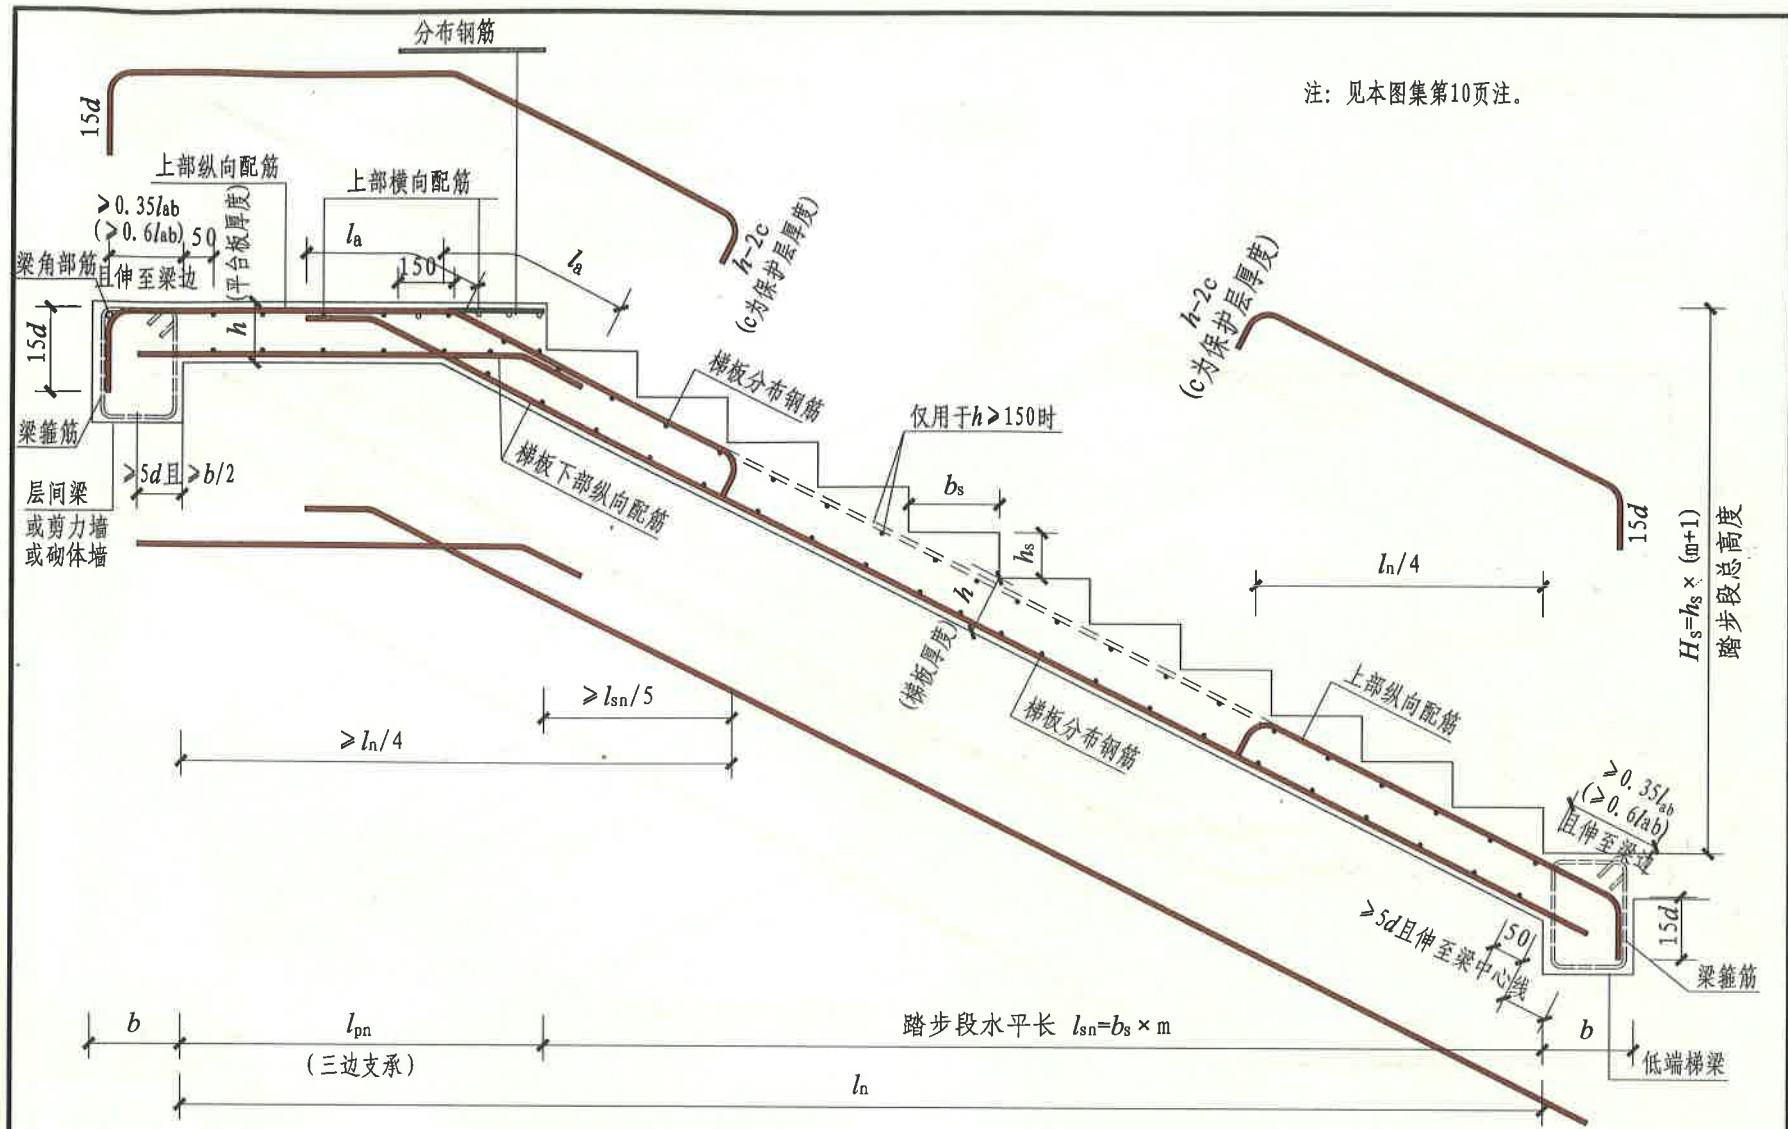 分布钢筋
注: 见本图集第10页注。
15d
上部纵向配筋
上部横向配筋
≥0.35lab
(≥0.6lab)
50
且伸至梁边
梁角部筋
(平台板厚度)
h
la
150
la
h-2c
(c为保护层厚度)
h-2c
(c为保护层厚度)
15d
梁箍筋
≥5d且≥b/2
层间梁
或剪力墙
或砌体墙
梯板分布钢筋
梯板下部纵向配筋
仅用于h≥150时
bs
hs
h
(梯板厚度)
15d
ln/4
Hs=hs×(m+1)
踏步段总高度
≥lsn/5
≥ln/4
梯板分布钢筋
上部纵向配筋
≥0.35lab
(≥0.6lab)
且伸至梁边
≥5d且伸至梁中心线
50
15d
梁箍筋
b
lpn
(三边支承)
踏步段水平长 lsn=bs×m
b
低端梯梁
ln